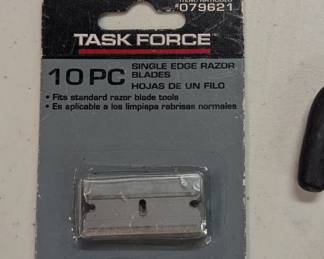 #079621
TASK FORCE™
10 PC SINGLE EDGE RAZOR
BLADES
HOJAS DE UN FILO
• Fits standard razor blade tools
• Es aplicable a los limpiapa rabrisas normales